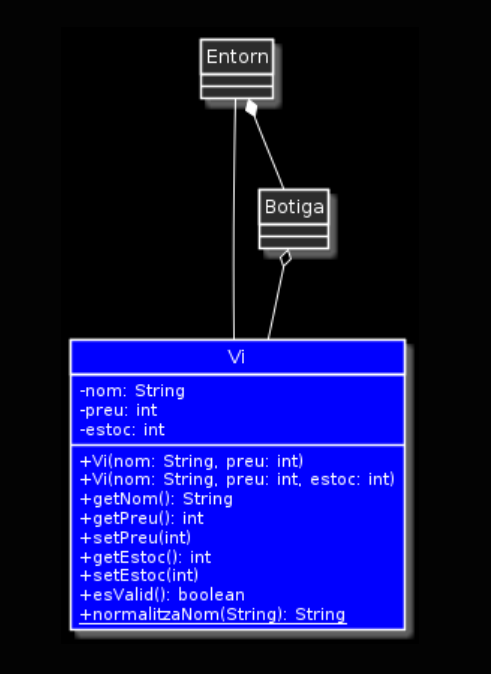 Entorn
Botiga
Vi
-nom: String
-preu: int
-estoc: int
+Vi(nom: String, preu: int)
+Vi(nom: String, preu: int, estoc: int)
+getNom(): String
+getPreu(): int
+setPreu(int)
+getEstoc(): int
+setEstoc(int)
+esValid(): boolean
+normalitzaNom(String): String